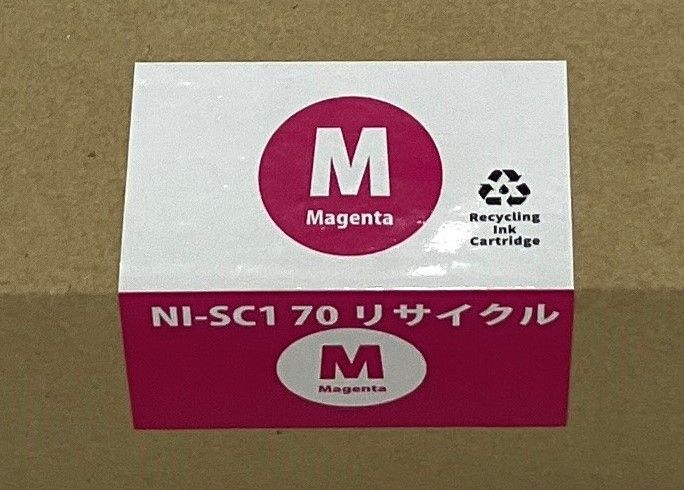 M
Magenta
Recycling
Ink
Cartridge
NI-SC1 70 リサイクル
M
Magenta